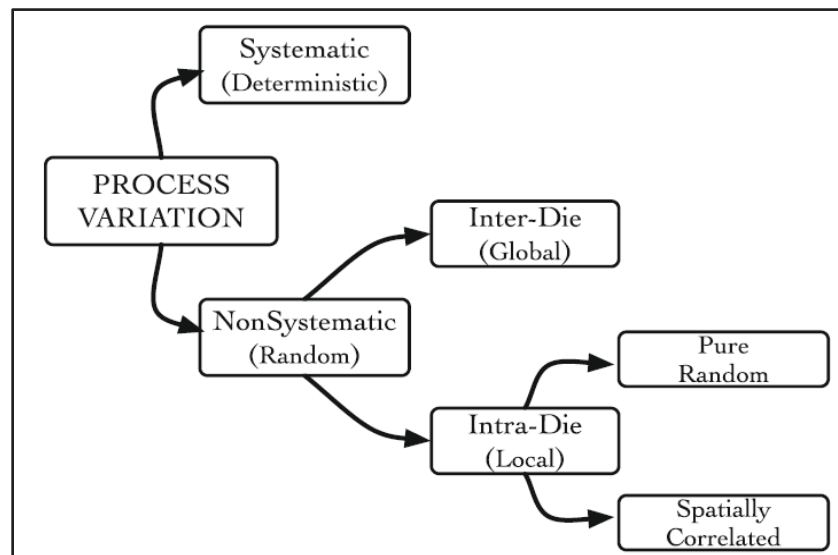 Systematic
(Deterministic)
PROCESS
VARIATION
Inter-Die
(Global)
NonSystematic
(Random)
Pure
Random
Intra-Die
(Local)
Spatially
Correlated